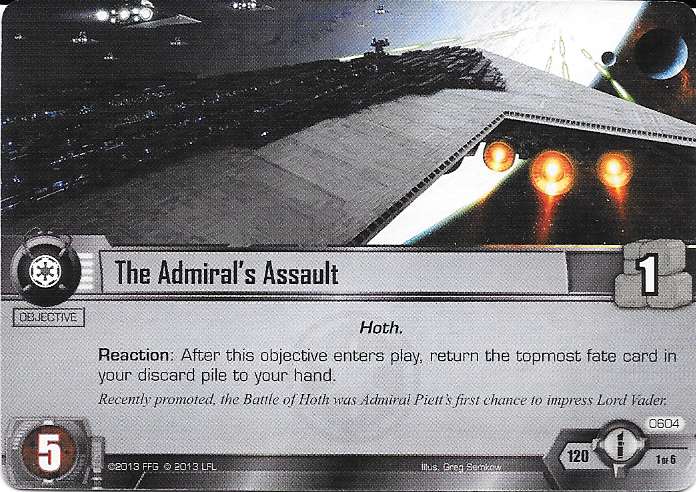 The Admiral's Assault
1
OBJECTIVE
Hoth.
Reaction: After this objective enters play, return the topmost fate card in
your discard pile to your hand.
Recently promoted, the Battle of Hoth was Admiral Piett's first chance to impress Lord Vader.
0604
5
©2013 FFG © 2013 LFL
Illus. Greg Semkow
120
1 of 6